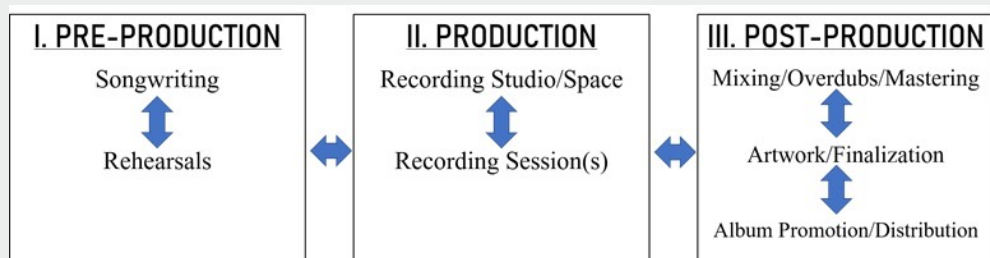 I. PRE-PRODUCTION
Songwriting
Rehearsals
II. PRODUCTION
Recording Studio/Space
Recording Session(s)
III. POST-PRODUCTION
Mixing/Overdubs/Mastering
Artwork/Finalization
Album Promotion/Distribution